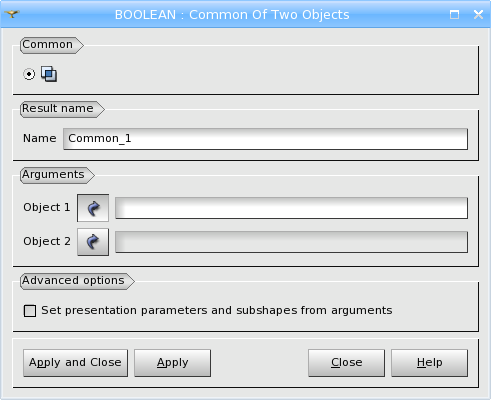 BOOLEAN : Common Of Two Objects
Common
Result name
Name Common_1
Arguments
Object 1
Object 2
Advanced options
Set presentation parameters and subshapes from arguments
Apply and Close Apply Close Help